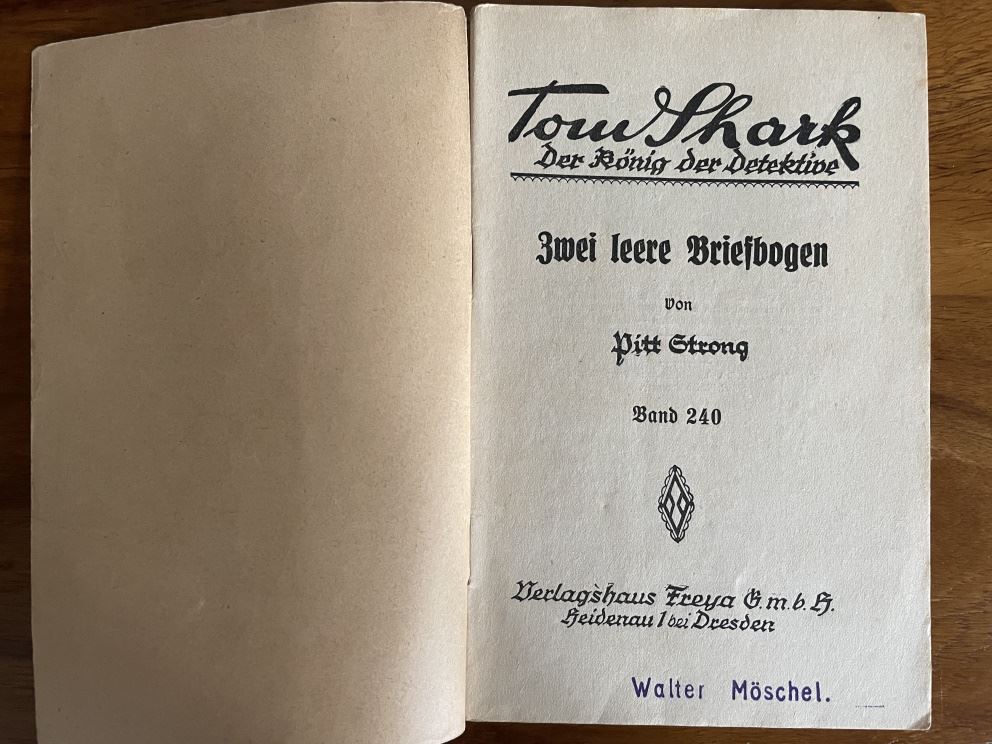 Tom Shark
Der König der Detektive
Zwei leere Briefbogen
von
Pitt Strong
Band 240
Verlagshaus Freya G.m.b.H.
Heidenau 1 bei Dresden
Walter Möschel.